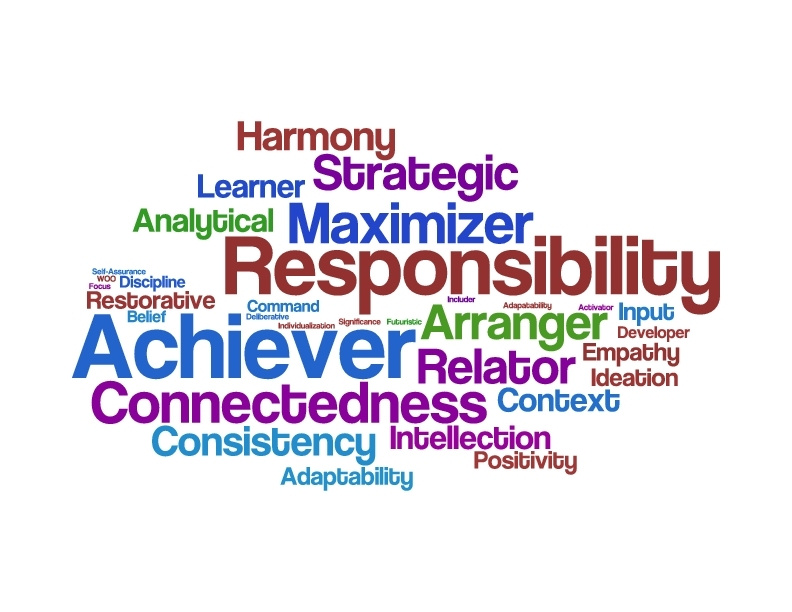 Harmony
Strategic
Learner
Analytical
Maximizer
Responsibility
Self-Assurance
WOO
Discipline
Focus
Restorative
Command
Includer
Adapatability
Activator
Input
Belief
Deliberative
Individualization
Significance
Futuristic
Arranger
Developer
Achiever
Relator
Empathy
Ideation
Connectedness
Context
Consistency
Intellection
Positivity
Adaptability